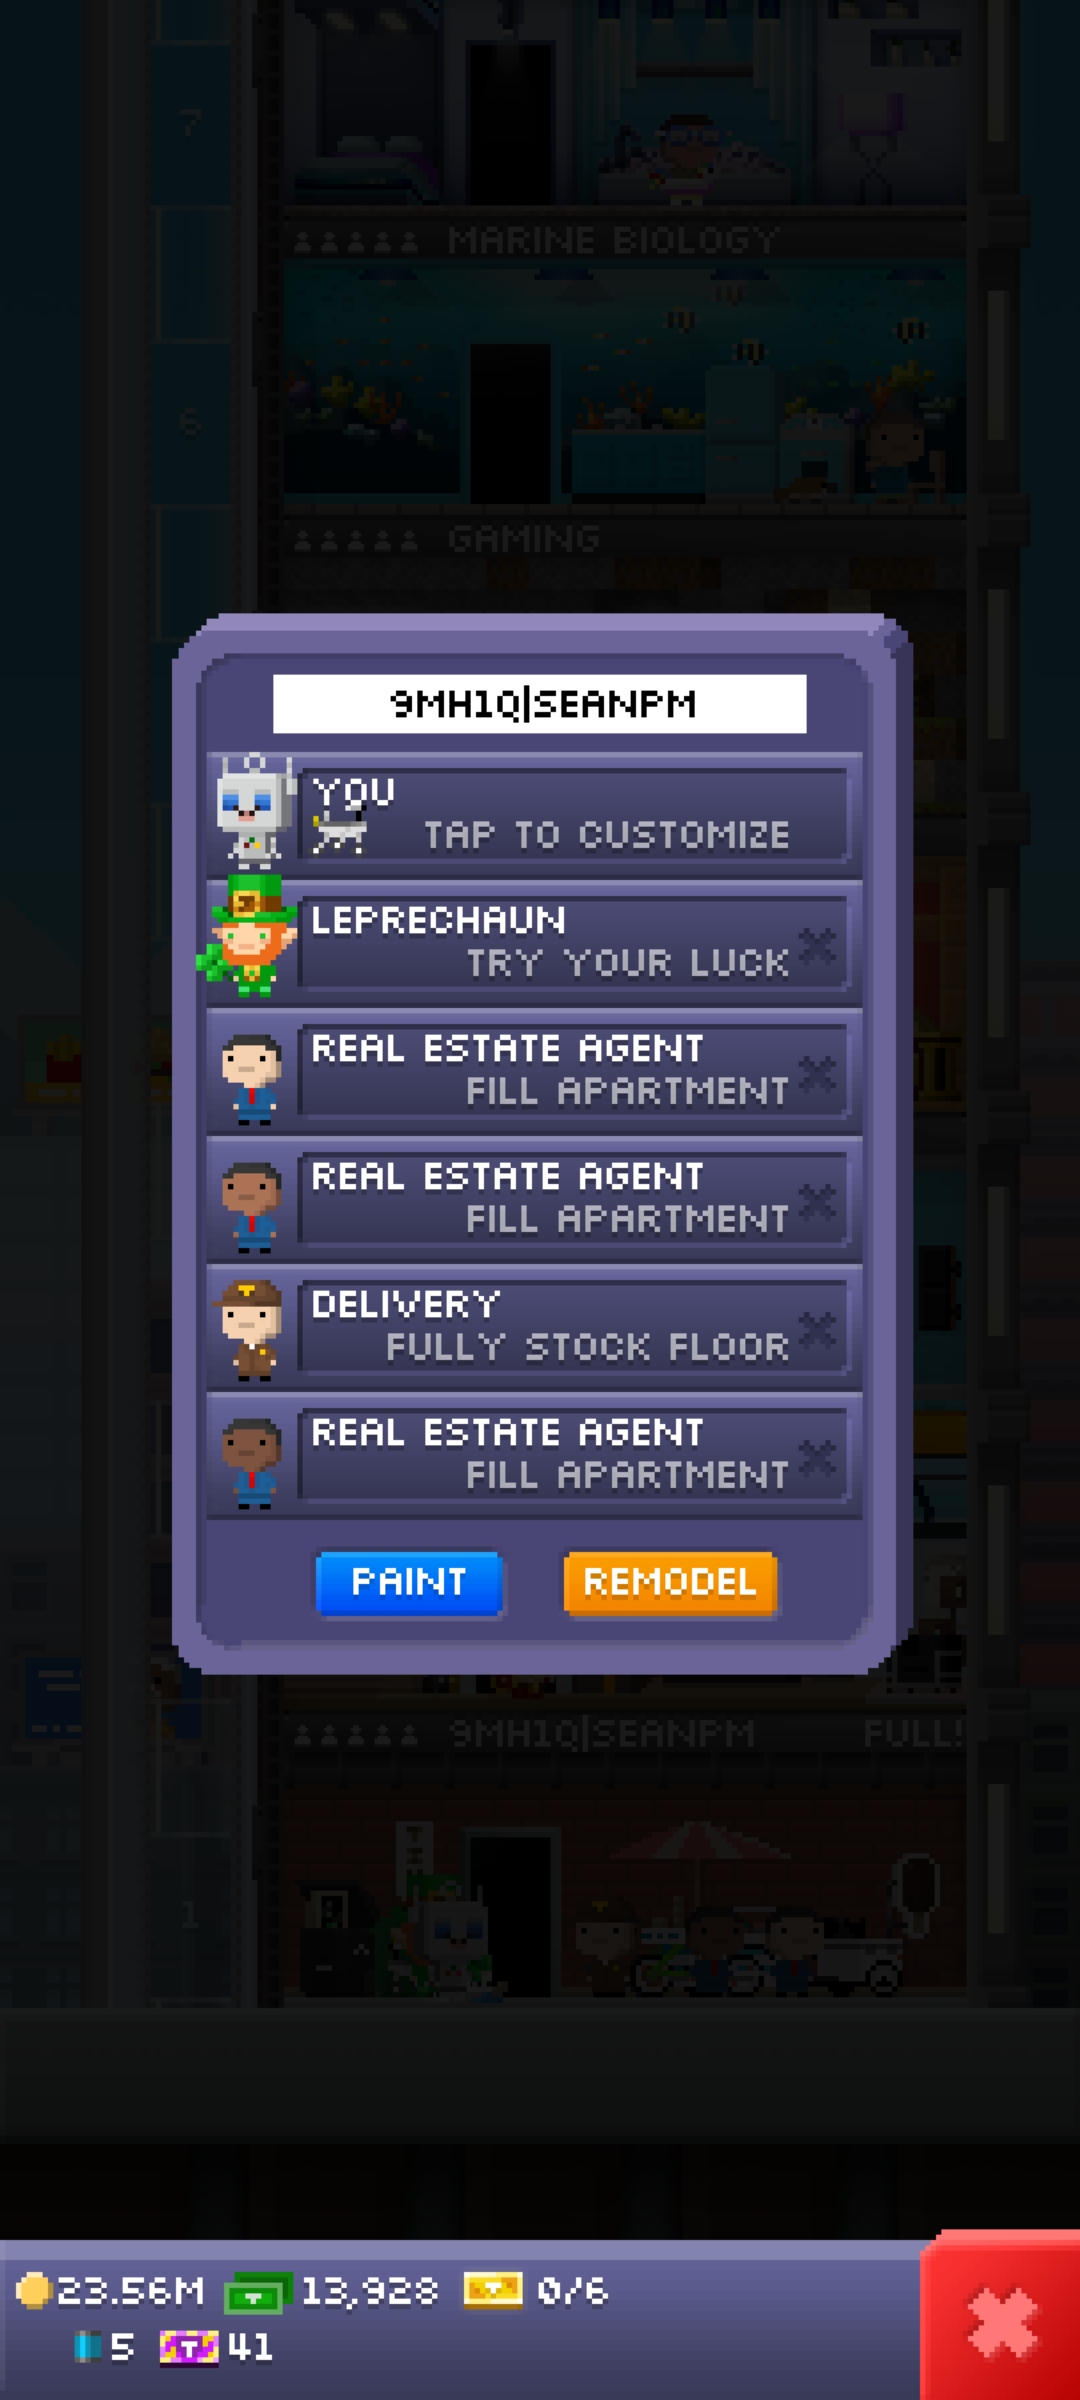 7
MARINE BIOLOGY
6
GAMING
9MH1Q|SEANPM
YOU
TAP TO CUSTOMIZE
LEPRECHAUN
TRY YOUR LUCK
REAL ESTATE AGENT
FILL APARTMENT
REAL ESTATE AGENT
FILL APARTMENT
DELIVERY
FULLY STOCK FLOOR
REAL ESTATE AGENT
FILL APARTMENT
PAINT
REMODEL
9MH1Q|SEANPM FULL!
1
23.56M 13,928 0/6
5 41